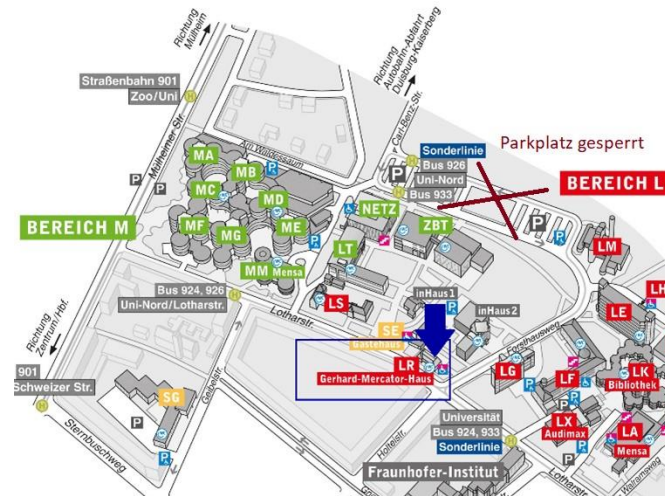 Richtung
Mülheim
Richtung
Autobahn-Abfahrt
Duisburg-Kaiserberg
Straßenbahn 901
Zoo/Uni
H
Mülheimer Str.
Carl-Benz-Str.
Am Waldessaum
Sonderlinie
Bus 926
Uni-Nord
Bus 933
H
H
P
Parkplatz gesperrt
BEREICH L
MA
MB
MC
MD
ME
MF
MG
MM Mensa
BEREICH M
NETZ
ZBT
LT
LS
LM
LH
LE
P
P
P
P
Bus 924, 926
Uni-Nord/Lotharstr.
H
Lotharstr.
inHaus 1
inHaus 2
SE
Gästehaus
LR
Gerhard-Mercator-Haus
Forsthausweg
LG
LF
LK
Bibliothek
LX
Audimax
LA
Mensa
Richtung
Zentrum/Hbf.
901
Schweizer Str.
H
SG
P
Geibelstr.
Sternbuschweg
Holteistr.
Universität
Bus 924, 933
Sonderlinie
H
Fraunhofer-Institut
Lotharstr.
P
Walramsweg